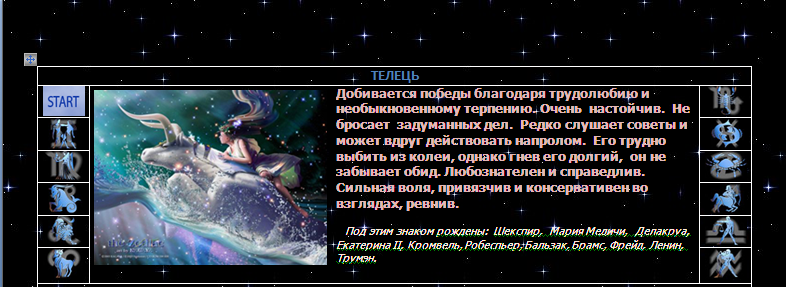 ТЕЛЕЦЬ
START
Добивается победы благодаря трудолюбию и
необыкновенному терпению. Очень настойчив. Не
бросает задуманных дел. Редко слушает советы и
может вдруг действовать напролом. Его трудно
выбить из колеи, однако гнев его долгий, он не
забывает обид. Любознателен и справедлив.
Сильная воля, привязчив и консервативен во
взглядах, ревнив.
Под этим знаком рождены: Шекспир, Мария Медичи, Делакруа,
Екатерина II, Кромвель, Робеспьер, Бальзак, Брамс, Фрейд, Ленин,
Трумэн.